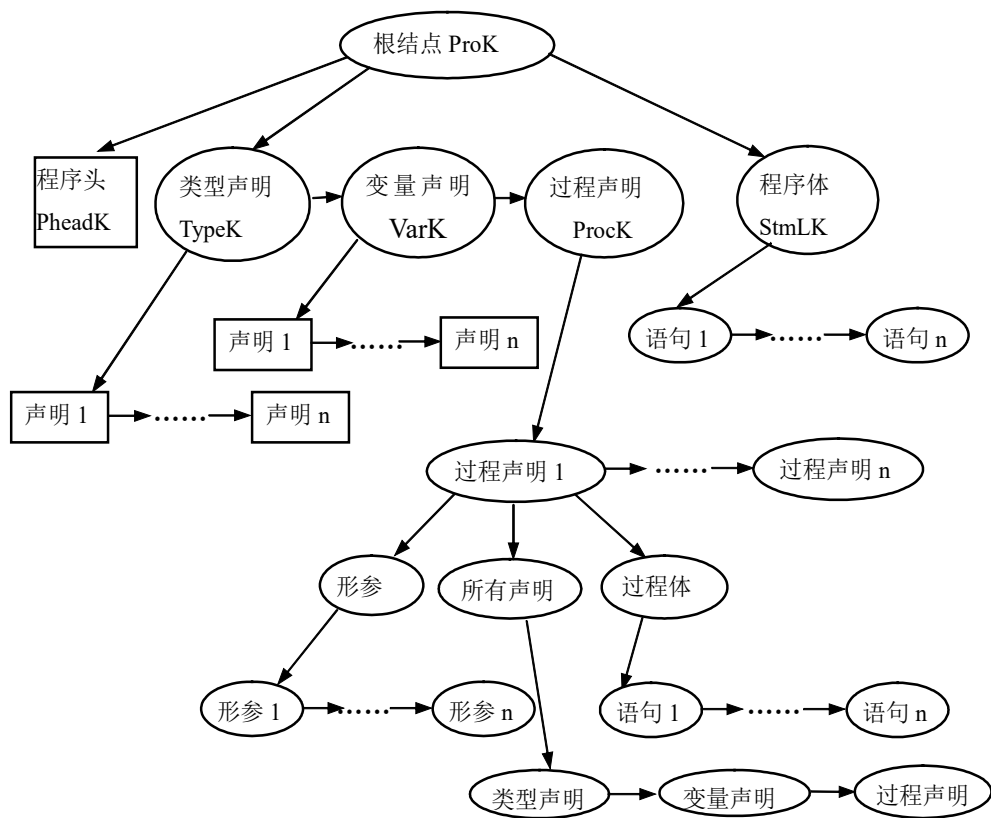 根结点 ProK
程序头
PheadK
类型声明
TypeK
变量声明
VarK
过程声明
ProcK
程序体
StmLK
声明 1
......
声明 n
语句 1
......
语句 n
声明 1
......
声明 n
过程声明 1
......
过程声明 n
形参
所有声明
过程体
形参 1
......
形参 n
语句 1
......
语句 n
类型声明
变量声明
过程声明